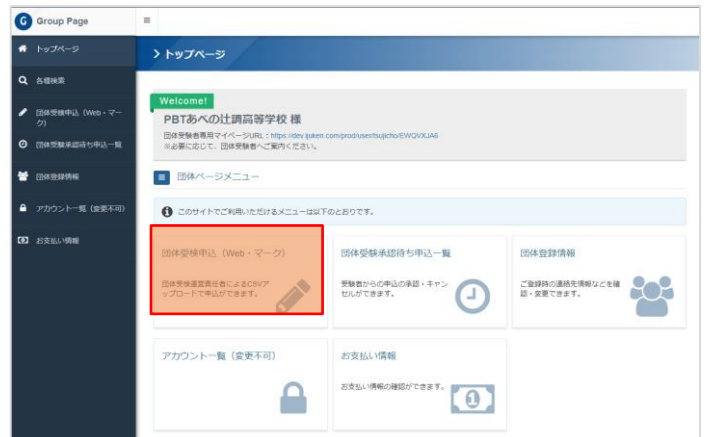 G Group Page
トップページ
各種検索
団体受検申込（Web・マー
ク）
団体受験承認待ち申込一覧
団体登録情報
アカウント一覧（変更不可）
お支払い情報
> トップページ
Welcome!
PBTあべの辻調高等学校 様
団体受験者専用マイページURL：https://dev.ijuken.com/prod/user/tsujicho/EWQVXJA6
※必要に応じて、団体受験者へご案内ください。
団体ページメニュー
このサイトでご利用いただけるメニューは以下のとおりです。
団体受検申込（Web・マーク）
団体受検運営責任者によるCSVア
ップロードで申込ができます。
団体受験承認待ち申込一覧
受験者からの申込の承認・キャン
セルができます。
団体登録情報
ご登録時の連絡先情報などを確
認・変更できます。
アカウント一覧（変更不可）
お支払い情報
お支払い情報の確認ができます。
1